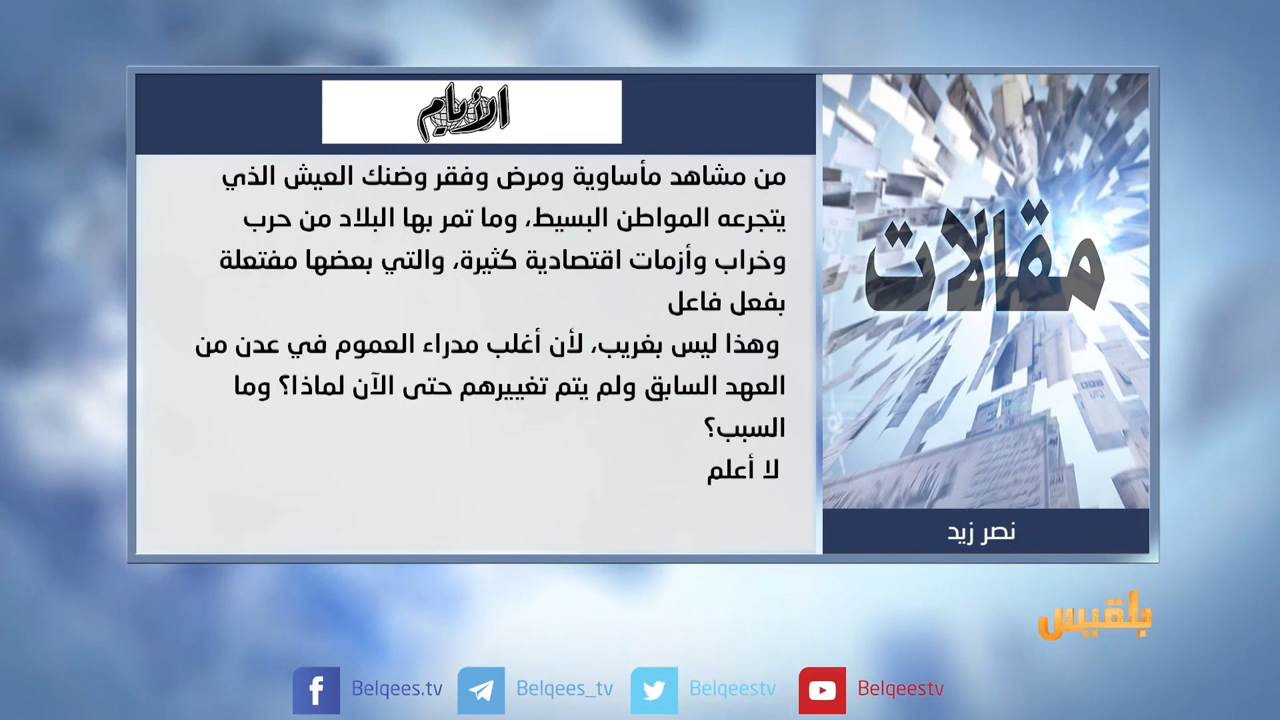 الأيام
من مشاهد مأساوية ومرض وفقر وضنك العيش الذي
يتجرعه المواطن البسيط، وما تمر بها البلاد من حرب
وخراب وأزمات اقتصادية كثيرة، والتي بعضها مفتعلة
بفعل فاعل
وهذا ليس بغريب، لأن أغلب مدراء العموم في عدن من
العهد السابق ولم يتم تغييرهم حتى الآن لماذا؟ وما
السبب؟
لا أعلم
مقالات
نصر زيد
بلقيس
Belqees.tv
Belqees_tv
Belqeestv
Belqeestv